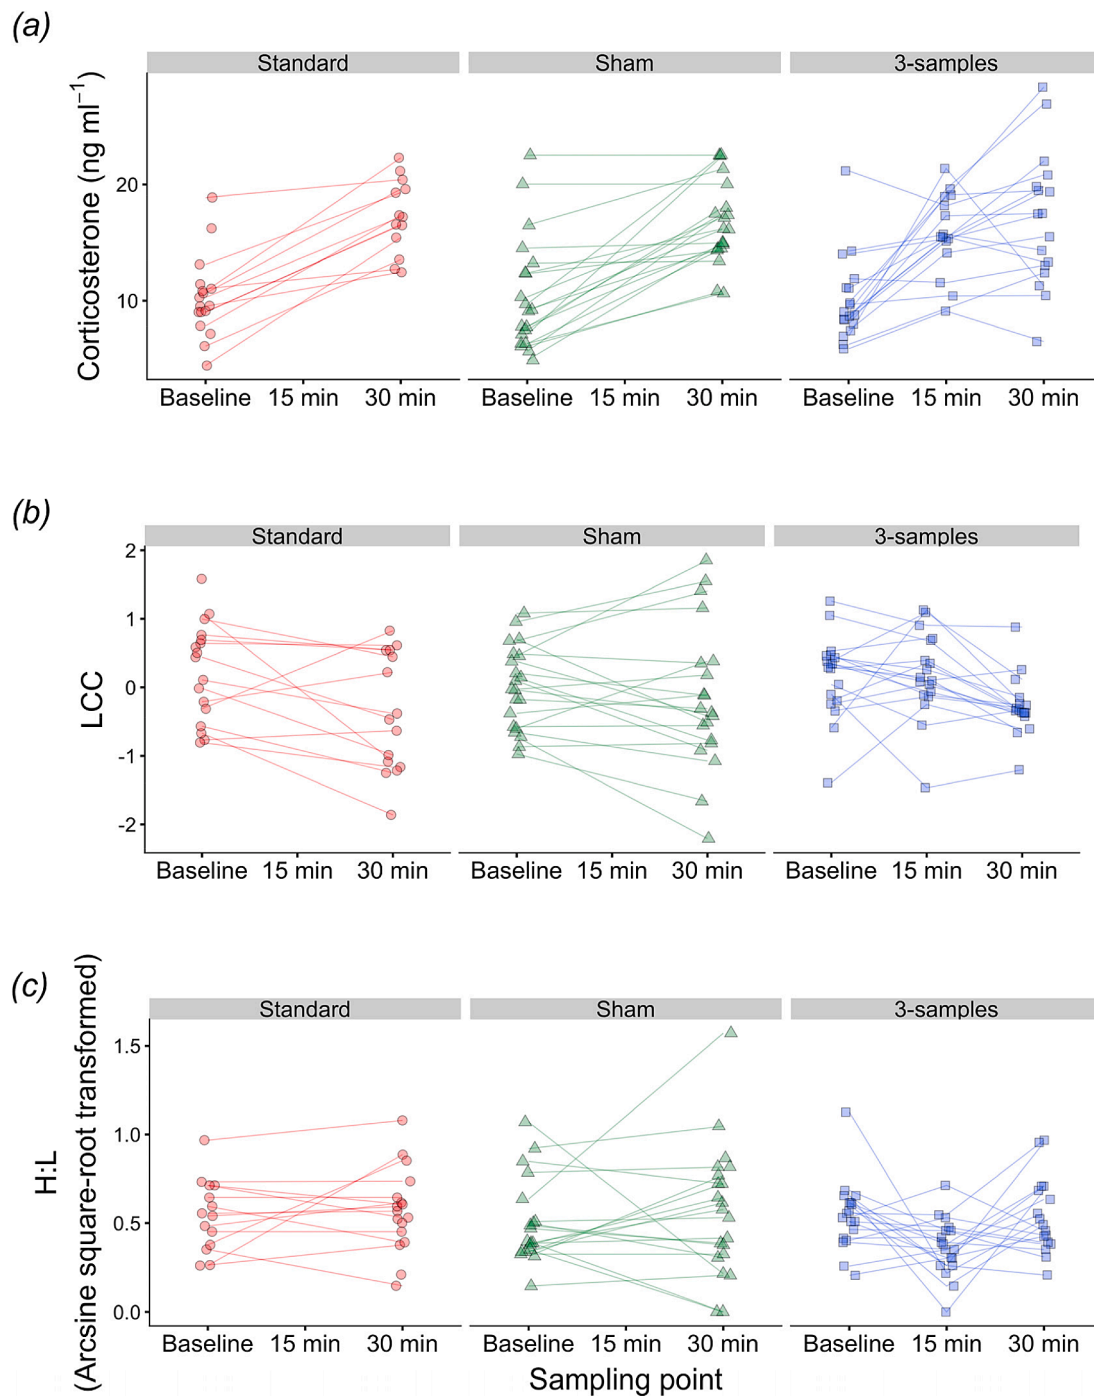 (a)
Standard Sham 3-samples
Corticosterone (ng ml⁻¹)
20
10
Baseline 15 min 30 min Baseline 15 min 30 min Baseline 15 min 30 min
(b)
Standard Sham 3-samples
LCC
2
1
0
-1
-2
Baseline 15 min 30 min Baseline 15 min 30 min Baseline 15 min 30 min
(c)
Standard Sham 3-samples
H:L
(Arcsine square-root transformed)
1.5
1.0
0.5
0.0
Baseline 15 min 30 min Baseline 15 min 30 min Baseline 15 min 30 min
Sampling point